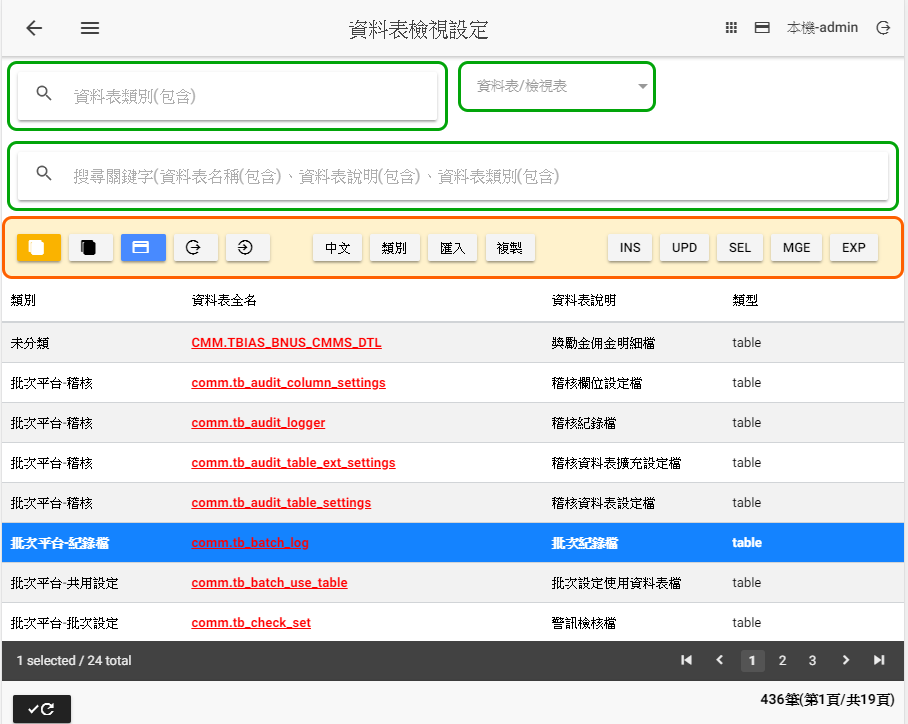 資料表檢視設定
本機-admin
資料表類別(包含)
資料表/檢視表
搜尋關鍵字(資料表名稱(包含)、資料表說明(包含)、資料表類別(包含)
中文 類別 匯入 複製 INS UPD SEL MGE EXP
類別 資料表全名 資料表說明 類型
未分類 CMM.TBIAS_BNUS_CMMS_DTL 獎勵金佣金明細檔 table
批次平台-稽核 comm.tb_audit_column_settings 稽核欄位設定檔 table
批次平台-稽核 comm.tb_audit_logger 稽核紀錄檔 table
批次平台-稽核 comm.tb_audit_table_ext_settings 稽核資料表擴充設定檔 table
批次平台-稽核 comm.tb_audit_table_settings 稽核資料表設定檔 table
批次平台-紀錄檔 comm.tb_batch_log 批次紀錄檔 table
批次平台-共用設定 comm.tb_batch_use_table 批次設定使用資料表檔 table
批次平台-批次設定 comm.tb_check_set 警訊檢核檔 table
1 selected / 24 total 1 2 3
436筆(第1頁/共19頁)